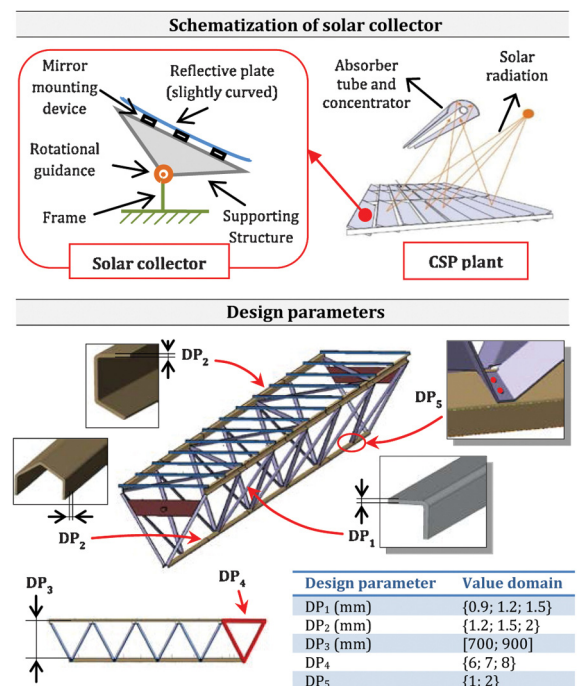 Schematization of solar collector
Mirror
mounting
device
Reflective plate
(slightly curved)
Rotational
guidance
Frame
Supporting
Structure
Solar collector
Absorber
tube and
concentrator
Solar
radiation
CSP plant
Design parameters
DP2
DP5
DP2
DP1
DP3
DP4
Design parameter Value domain
DP1 (mm) {0.9; 1.2; 1.5}
DP2 (mm) {1.2; 1.5; 2}
DP3 (mm) [700; 900]
DP4 {6; 7; 8}
DP5 {1; 2}